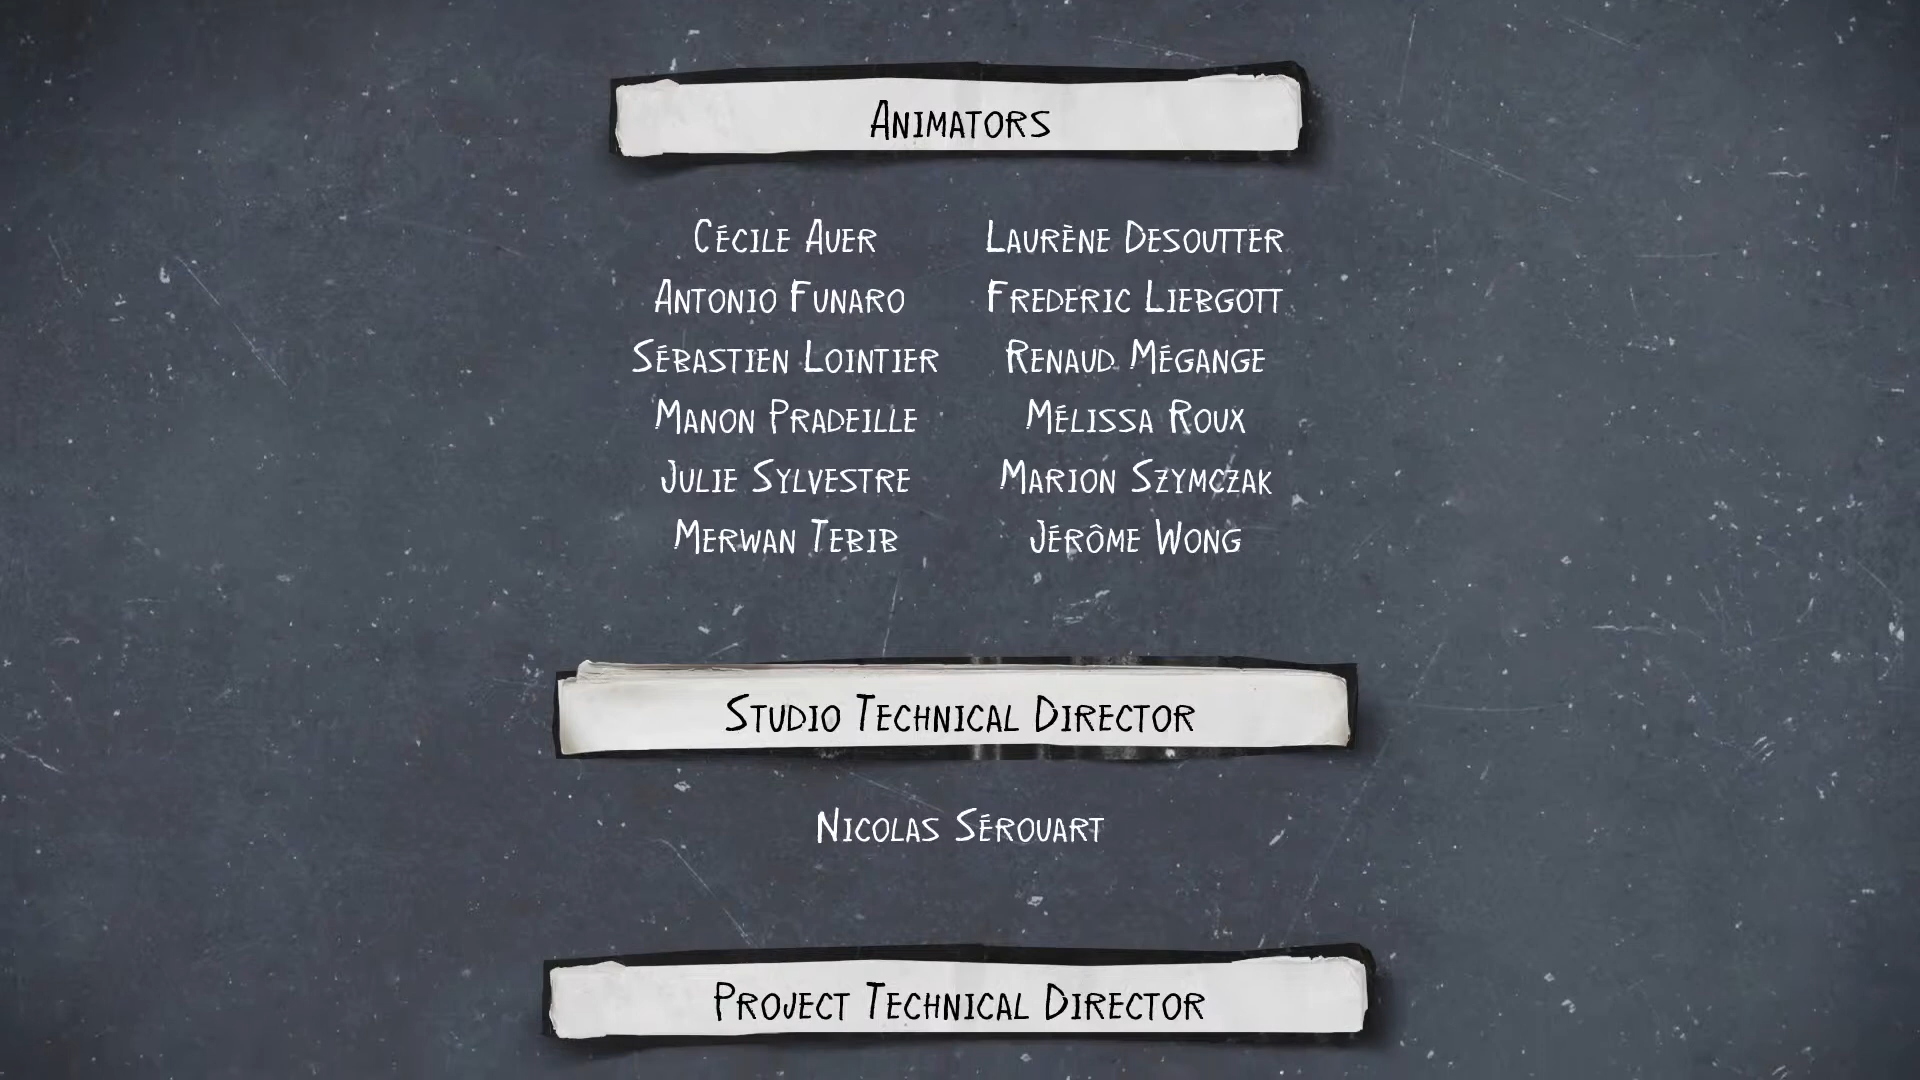 Animators
Cécile Auer Laurène Desoutter
Antonio Funaro Frederic Liebgott
Sébastien Lointier Renaud Mégange
Manon Pradeille Mélissa Roux
Julie Sylvestre Marion Szymczak
Merwan Tebib Jérôme Wong
Studio Technical Director
Nicolas Sérouart
Project Technical Director